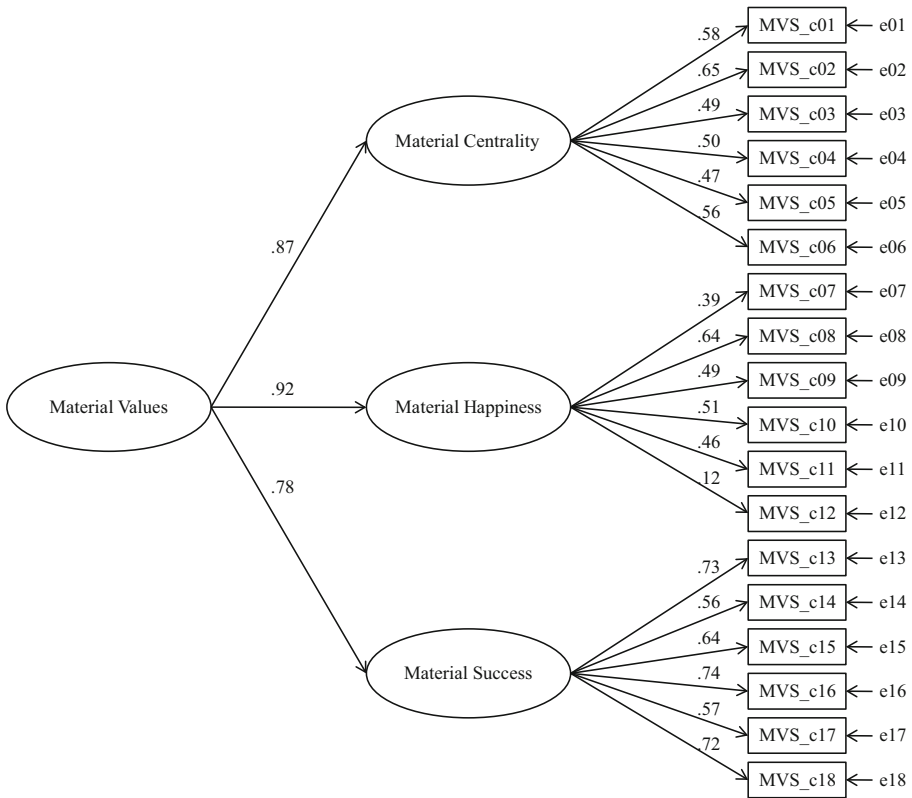 .58
MVS_c01
e01
.65
MVS_c02
e02
.49
MVS_c03
e03
Material Centrality
.50
MVS_c04
e04
.47
MVS_c05
e05
.56
MVS_c06
e06
.87
.39
MVS_c07
e07
.64
MVS_c08
e08
.49
MVS_c09
e09
Material Values
.92
Material Happiness
.51
MVS_c10
e10
.46
MVS_c11
e11
.12
MVS_c12
e12
.78
.73
MVS_c13
e13
.56
MVS_c14
e14
.64
MVS_c15
e15
Material Success
.74
MVS_c16
e16
.57
MVS_c17
e17
.72
MVS_c18
e18